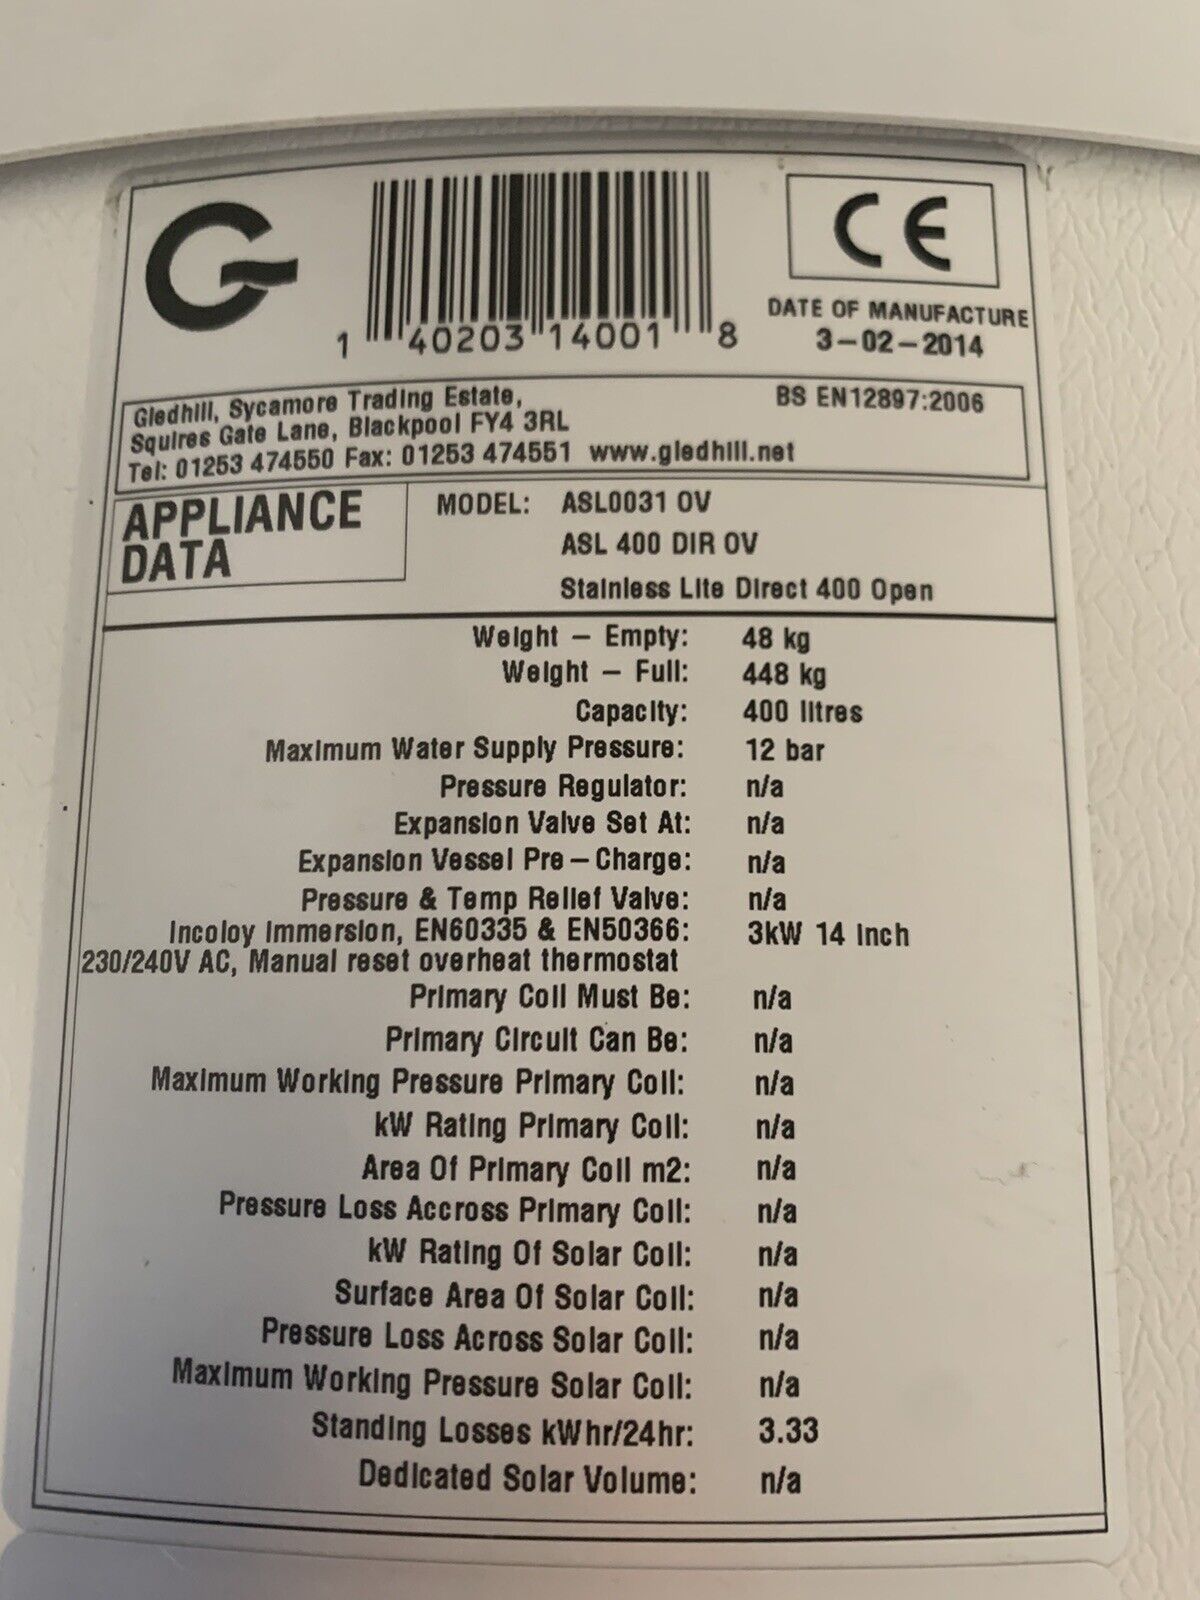 CE
DATE OF MANUFACTURE
3-02-2014
1 40203 14001 8
Gledhill, Sycamore Trading Estate,
Squires Gate Lane, Blackpool FY4 3RL
Tel: 01253 474550 Fax: 01253 474551 www.gledhill.net
BS EN12897:2006
APPLIANCE
DATA
MODEL: ASL0031 OV
ASL 400 DIR OV
Stainless Lite Direct 400 Open
Weight - Empty: 48 kg
Weight - Full: 448 kg
Capacity: 400 litres
Maximum Water Supply Pressure: 12 bar
Pressure Regulator: n/a
Expansion Valve Set At: n/a
Expansion Vessel Pre-Charge: n/a
Pressure & Temp Relief Valve: n/a
Incoloy Immersion, EN60335 & EN50366: 3kW 14 inch
230/240V AC, Manual reset overheat thermostat
Primary Coil Must Be: n/a
Primary Circuit Can Be: n/a
Maximum Working Pressure Primary Coil: n/a
kW Rating Primary Coil: n/a
Area Of Primary Coil m2: n/a
Pressure Loss Accross Primary Coil: n/a
kW Rating Of Solar Coil: n/a
Surface Area Of Solar Coil: n/a
Pressure Loss Across Solar Coil: n/a
Maximum Working Pressure Solar Coil: n/a
Standing Losses kWhr/24hr: 3.33
Dedicated Solar Volume: n/a